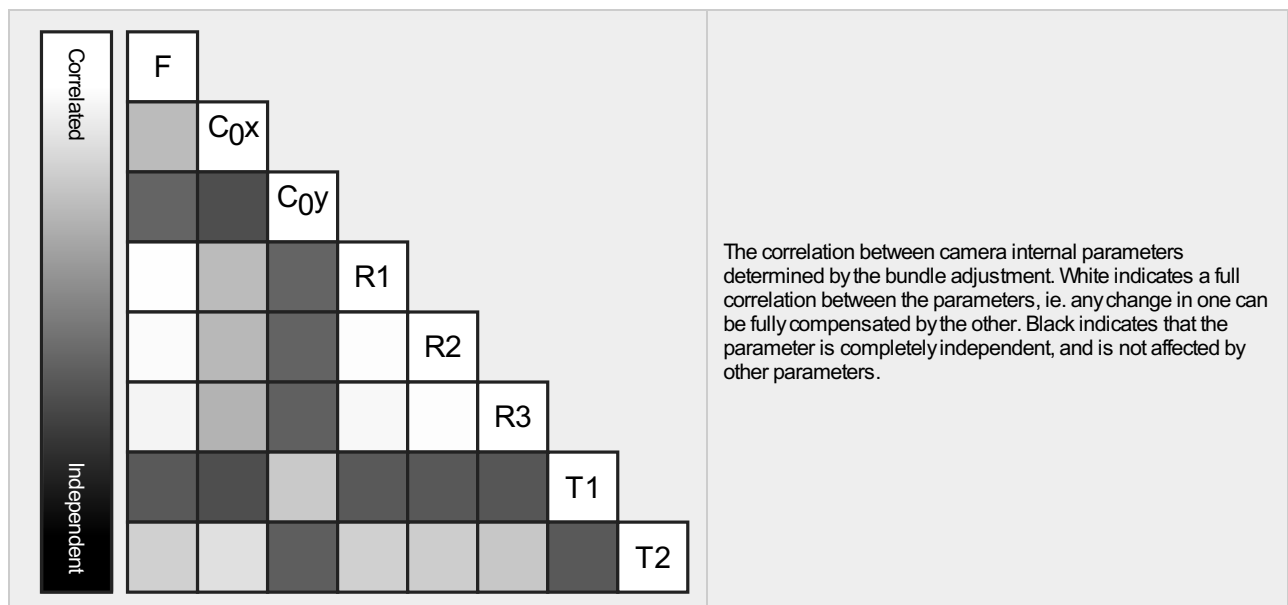 Correlated
Independent
F
C0x
C0y
R1
R2
R3
T1
T2
The correlation between camera internal parameters
determined by the bundle adjustment. White indicates a full
correlation between the parameters, ie. any change in one can
be fully compensated by the other. Black indicates that the
parameter is completely independent, and is not affected by
other parameters.